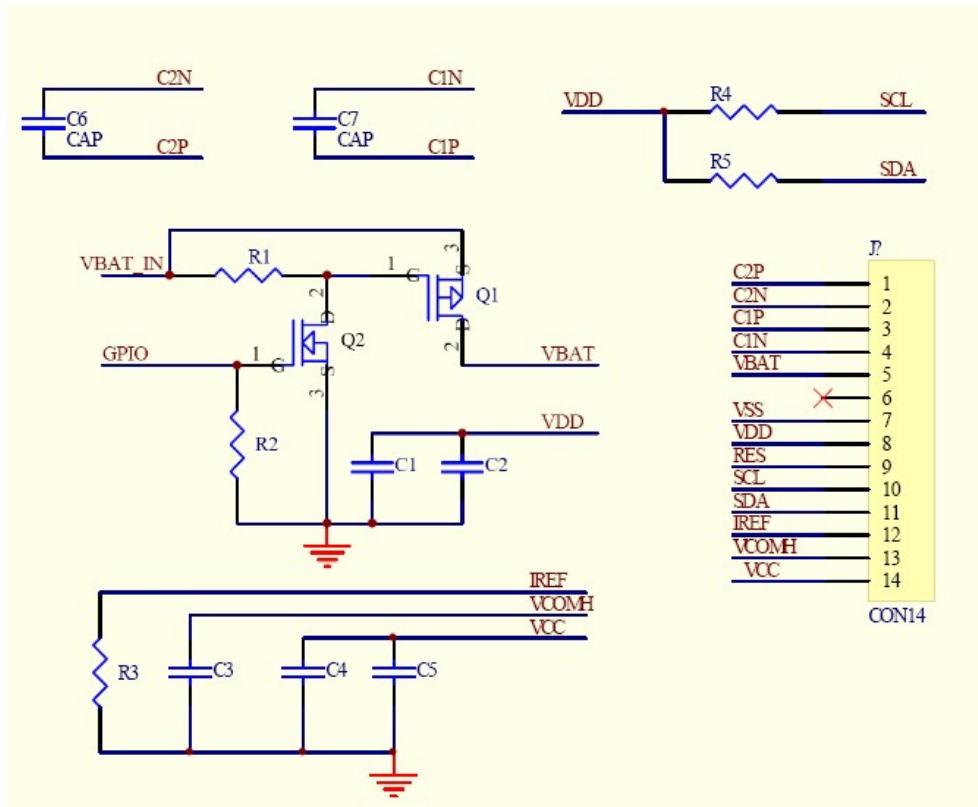 C2N
C6
CAP
C2P
C1N
C7
CAP
C1P
VDD
R4
SCL
R5
SDA
VBAT_IN
R1
1
G
3
S
Q1
D
2
VBAT
2
D
Q2
GPIO
1
G
S
3
R2
VDD
C1
C2
J?
C2P 1
C2N 2
C1P 3
C1N 4
VBAT 5
6
VSS 7
VDD 8
RES 9
SCL 10
SDA 11
IREF 12
VCOMH 13
VCC 14
CON14
IREF
VCOMH
VCC
R3
C3
C4
C5